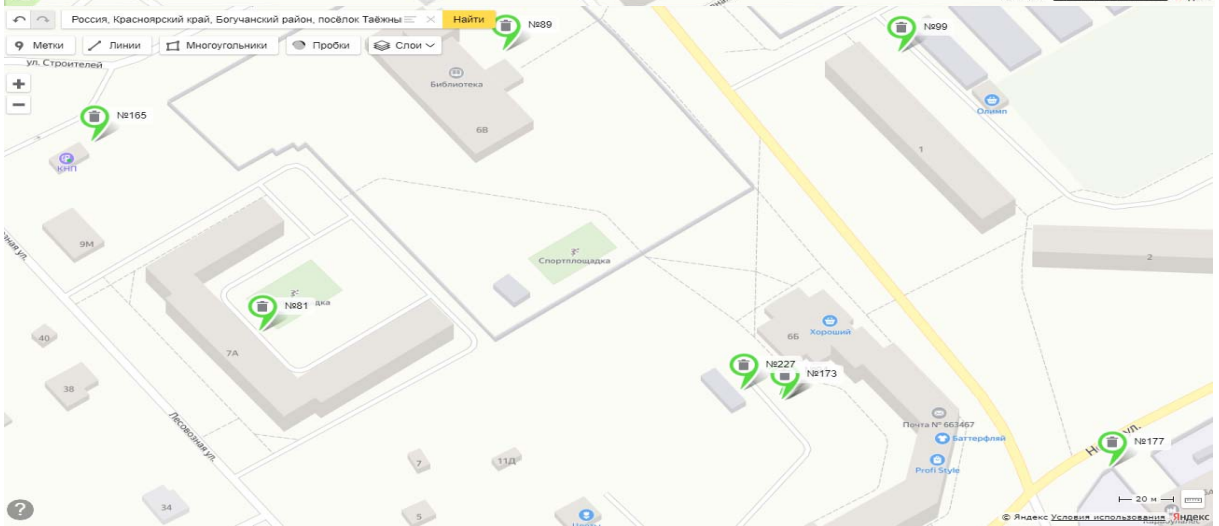 Россия, Красноярский край, Богучанский район, посёлок Таёжны
Найти
№89
№99
Метки
Линии
Многоугольники
Пробки
Слои
ул. Строителей
Библиотека
Олимп
№165
6В
1
КНП
9М
2
Спортплощадка
№81
дка
Хороший
6Б
40
7А
№227
№173
38
Лесовозная ул.
Почта № 663467
Баттерфляй
№177
7
11Д
Profi Style
34
5
20 м
© Яндекс Условия использования Яндекс